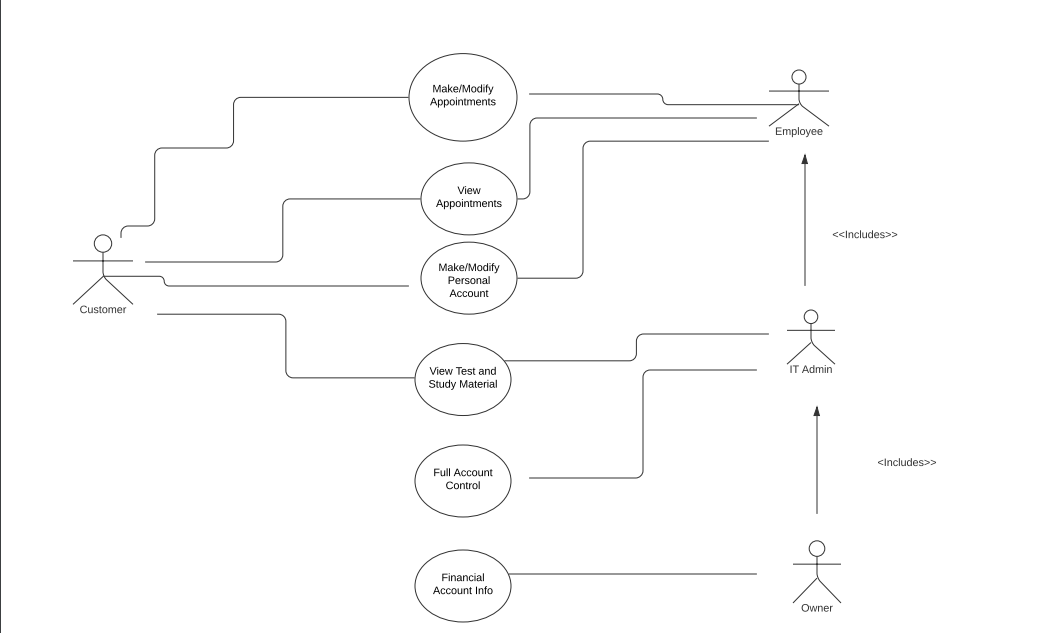 Make/Modify
Appointments
Employee
View
Appointments
<<Includes>>
Make/Modify
Personal
Account
Customer
View Test and
Study Material
IT Admin
Full Account
Control
<Includes>>
Financial
Account Info
Owner